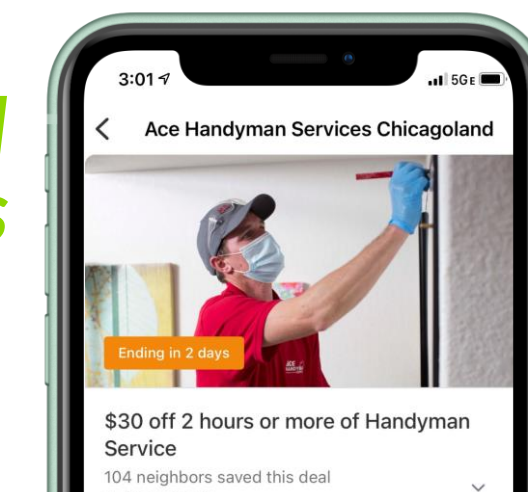 3:01
5GE
Ace Handyman Services Chicagoland
Ending in 2 days
$30 off 2 hours or more of Handyman
Service
104 neighbors saved this deal